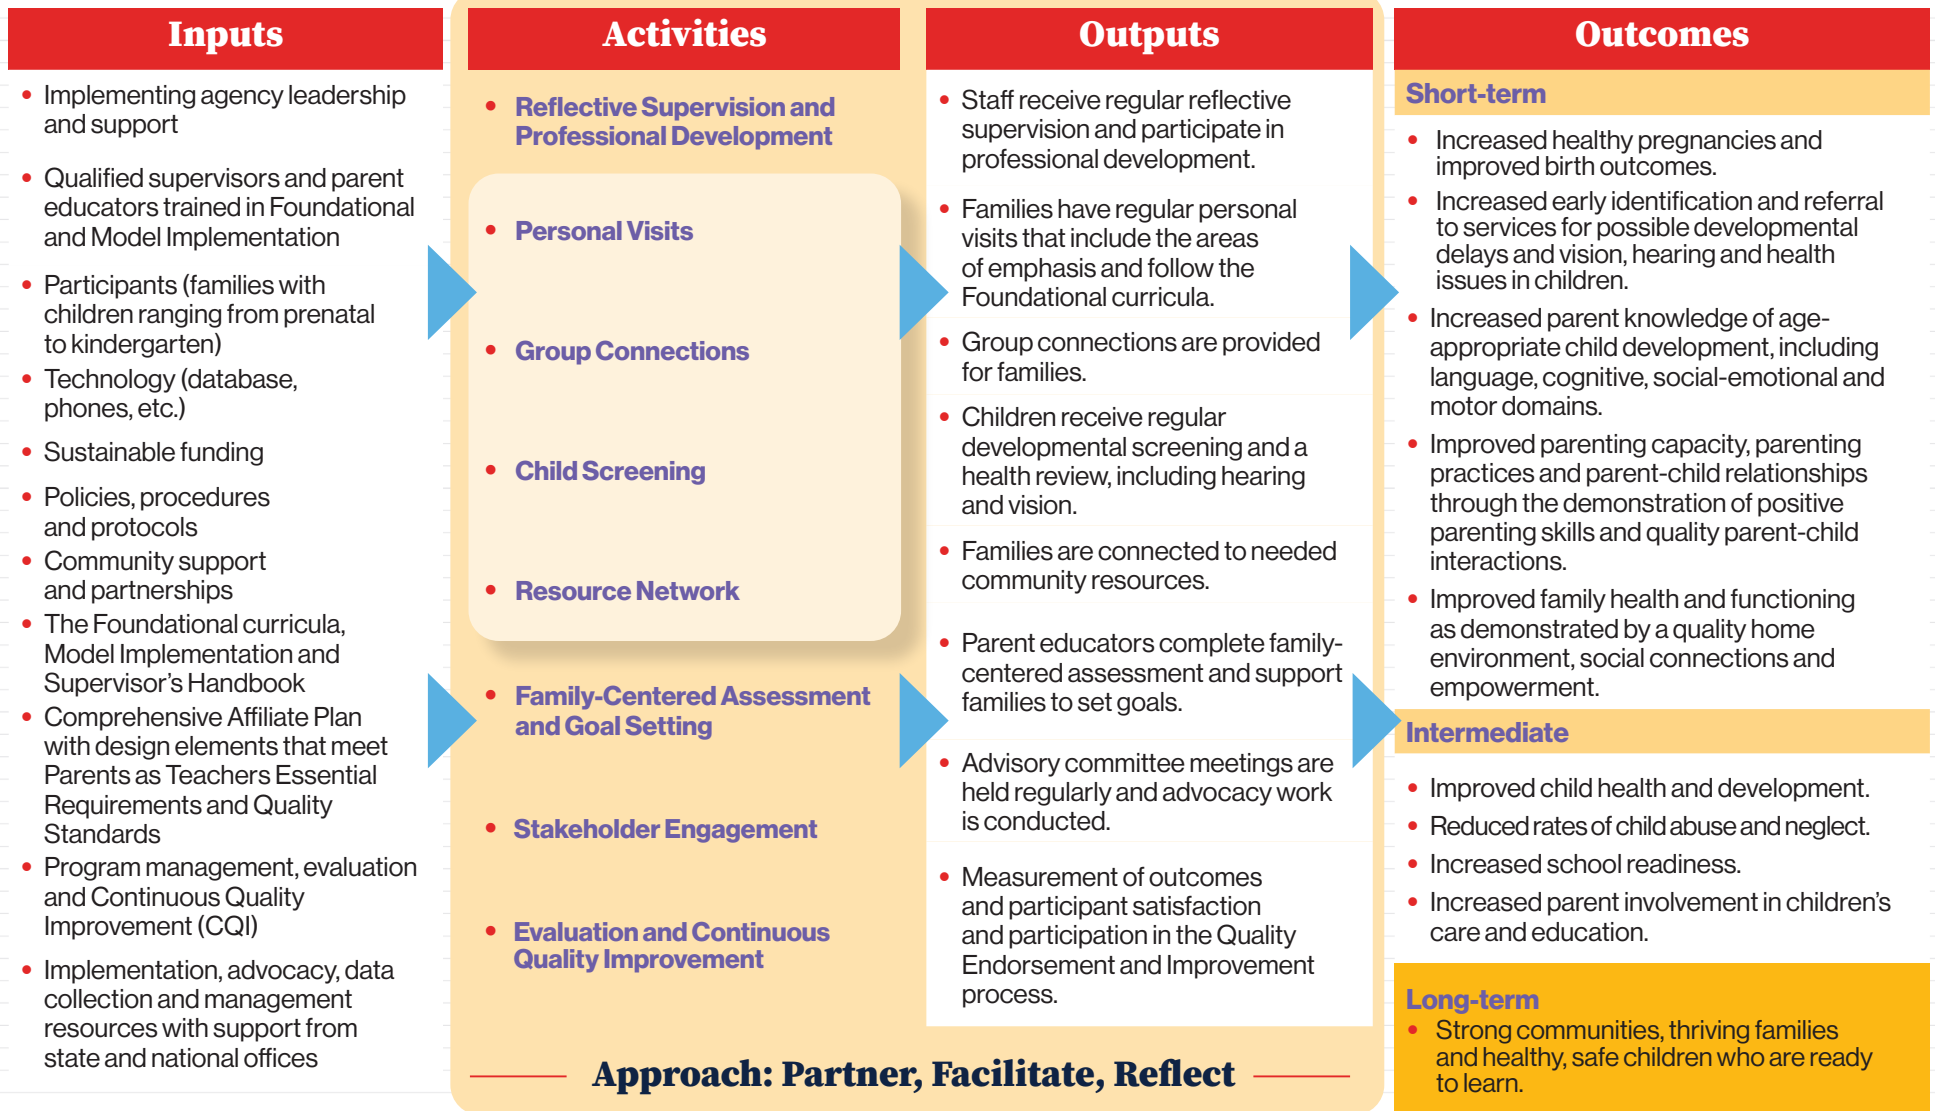 Inputs
Implementing agency leadership
and support
Qualified supervisors and parent
educators trained in Foundational
and Model Implementation
Participants (families with
children ranging from prenatal
to kindergarten)
Technology (database,
phones, etc.)
Sustainable funding
Policies, procedures
and protocols
Community support
and partnerships
The Foundational curricula,
Model Implementation and
Supervisor’s Handbook
Comprehensive Affiliate Plan
with design elements that meet
Parents as Teachers Essential
Requirements and Quality
Standards
Program management, evaluation
and Continuous Quality
Improvement (CQI)
Implementation, advocacy, data
collection and management
resources with support from
state and national offices
Activities
Reflective Supervision and
Professional Development
Personal Visits
Group Connections
Child Screening
Resource Network
Family-Centered Assessment
and Goal Setting
Stakeholder Engagement
Evaluation and Continuous
Quality Improvement
Outputs
Staff receive regular reflective
supervision and participate in
professional development.
Families have regular personal
visits that include the areas
of emphasis and follow the
Foundational curricula.
Group connections are provided
for families.
Children receive regular
developmental screening and a
health review, including hearing
and vision.
Families are connected to needed
community resources.
Parent educators complete family-
centered assessment and support
families to set goals.
Advisory committee meetings are
held regularly and advocacy work
is conducted.
Measurement of outcomes
and participant satisfaction
and participation in the Quality
Endorsement and Improvement
process.
Approach: Partner, Facilitate, Reflect
Outcomes
Short-term
Increased healthy pregnancies and
improved birth outcomes.
Increased early identification and referral
to services for possible developmental
delays and vision, hearing and health
issues in children.
Increased parent knowledge of age-
appropriate child development, including
language, cognitive, social-emotional and
motor domains.
Improved parenting capacity, parenting
practices and parent-child relationships
through the demonstration of positive
parenting skills and quality parent-child
interactions.
Improved family health and functioning
as demonstrated by a quality home
environment, social connections and
empowerment.
Intermediate
Improved child health and development.
Reduced rates of child abuse and neglect.
Increased school readiness.
Increased parent involvement in children’s
care and education.
Long-term
Strong communities, thriving families
and healthy, safe children who are ready
to learn.